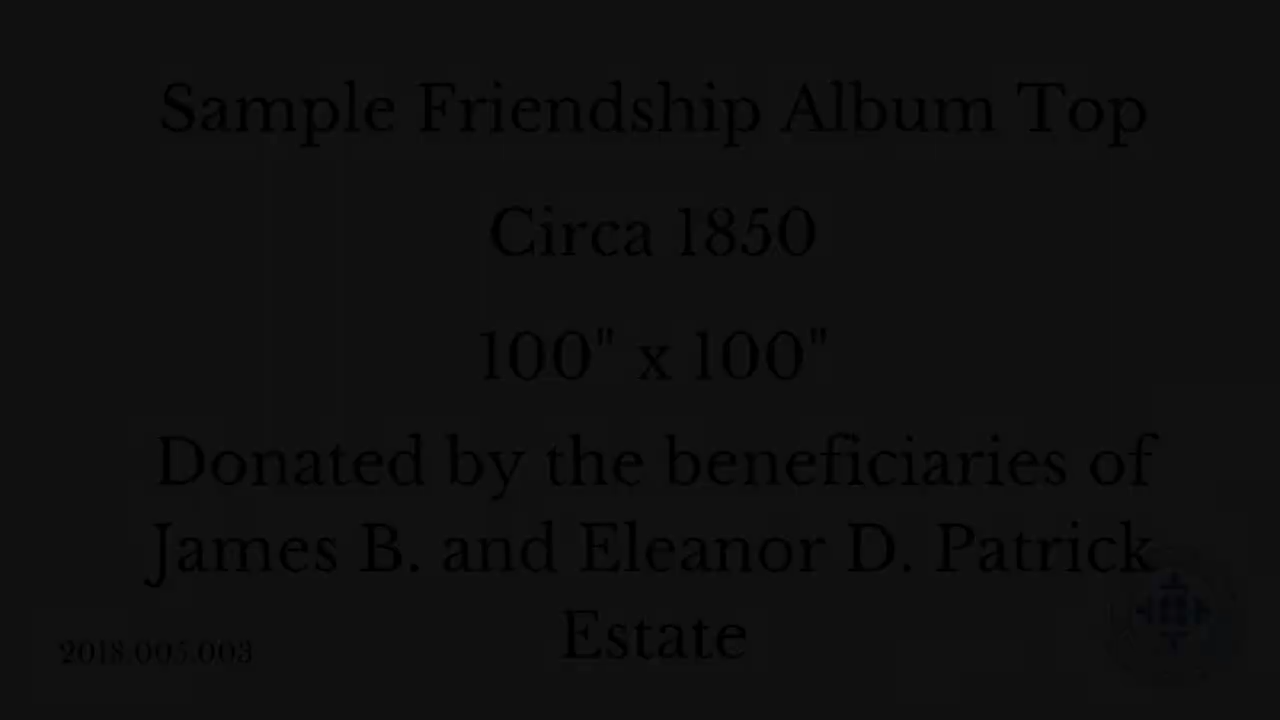 Sample Friendship Album Top
Circa 1850
100" x 100"
Donated by the beneficiaries of
James B. and Eleanor D. Patrick
Estate
2018.005.003